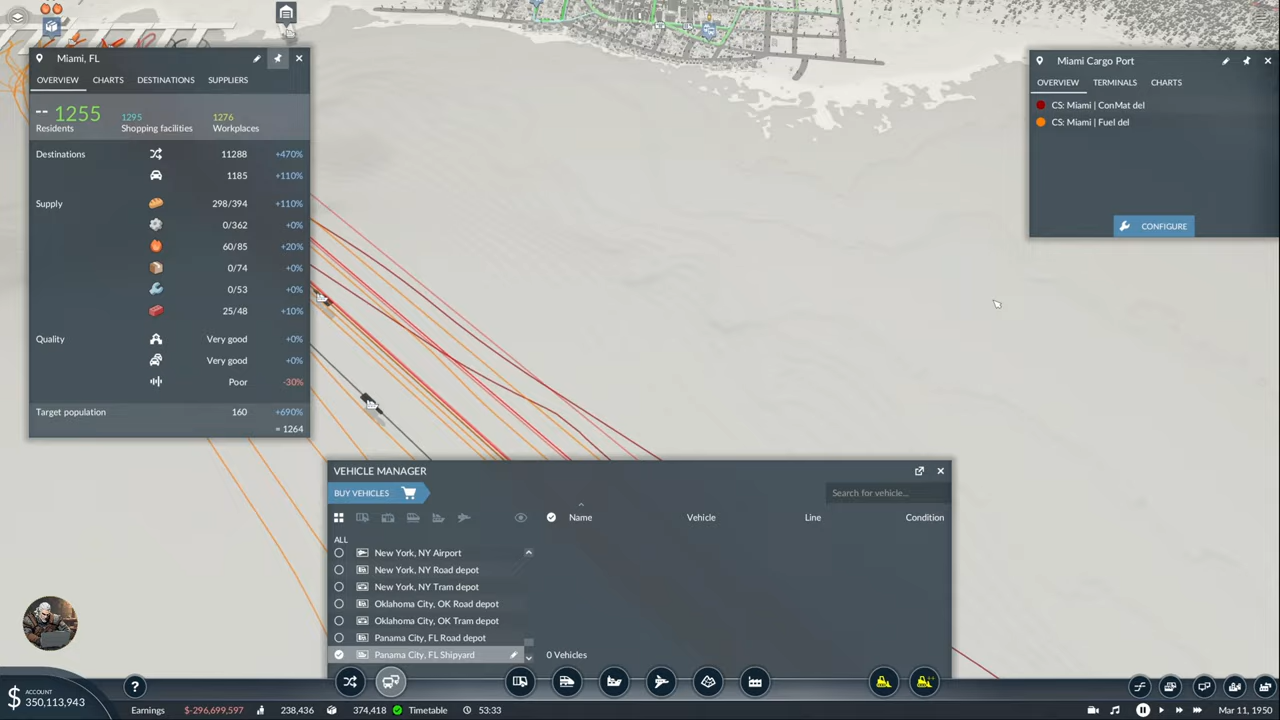 Miami, FL
OVERVIEW CHARTS DESTINATIONS SUPPLIERS
-- 1255 1295 1276
Residents Shopping facilities Workplaces
Destinations 11288 +470%
1185 +110%
Supply 298/394 +110%
0/362 +0%
60/85 +20%
0/74 +0%
0/53 +0%
25/48 +10%
Quality Very good +0%
Very good +0%
Poor -30%
Target population 160 +690%
= 1264
Miami Cargo Port
OVERVIEW TERMINALS CHARTS
CS: Miami | ConMat del
CS: Miami | Fuel del
CONFIGURE
VEHICLE MANAGER
BUY VEHICLES Search for vehicle...
Name Vehicle Line Condition
ALL
New York, NY Airport
New York, NY Road depot
New York, NY Tram depot
Oklahoma City, OK Road depot
Oklahoma City, OK Tram depot
Panama City, FL Road depot
Panama City, FL Shipyard 0 Vehicles
$ ACCOUNT 350,113,943 ?
Earnings $-296,699,597 238,436 374,418 Timetable 53:33 Mar 11, 1950